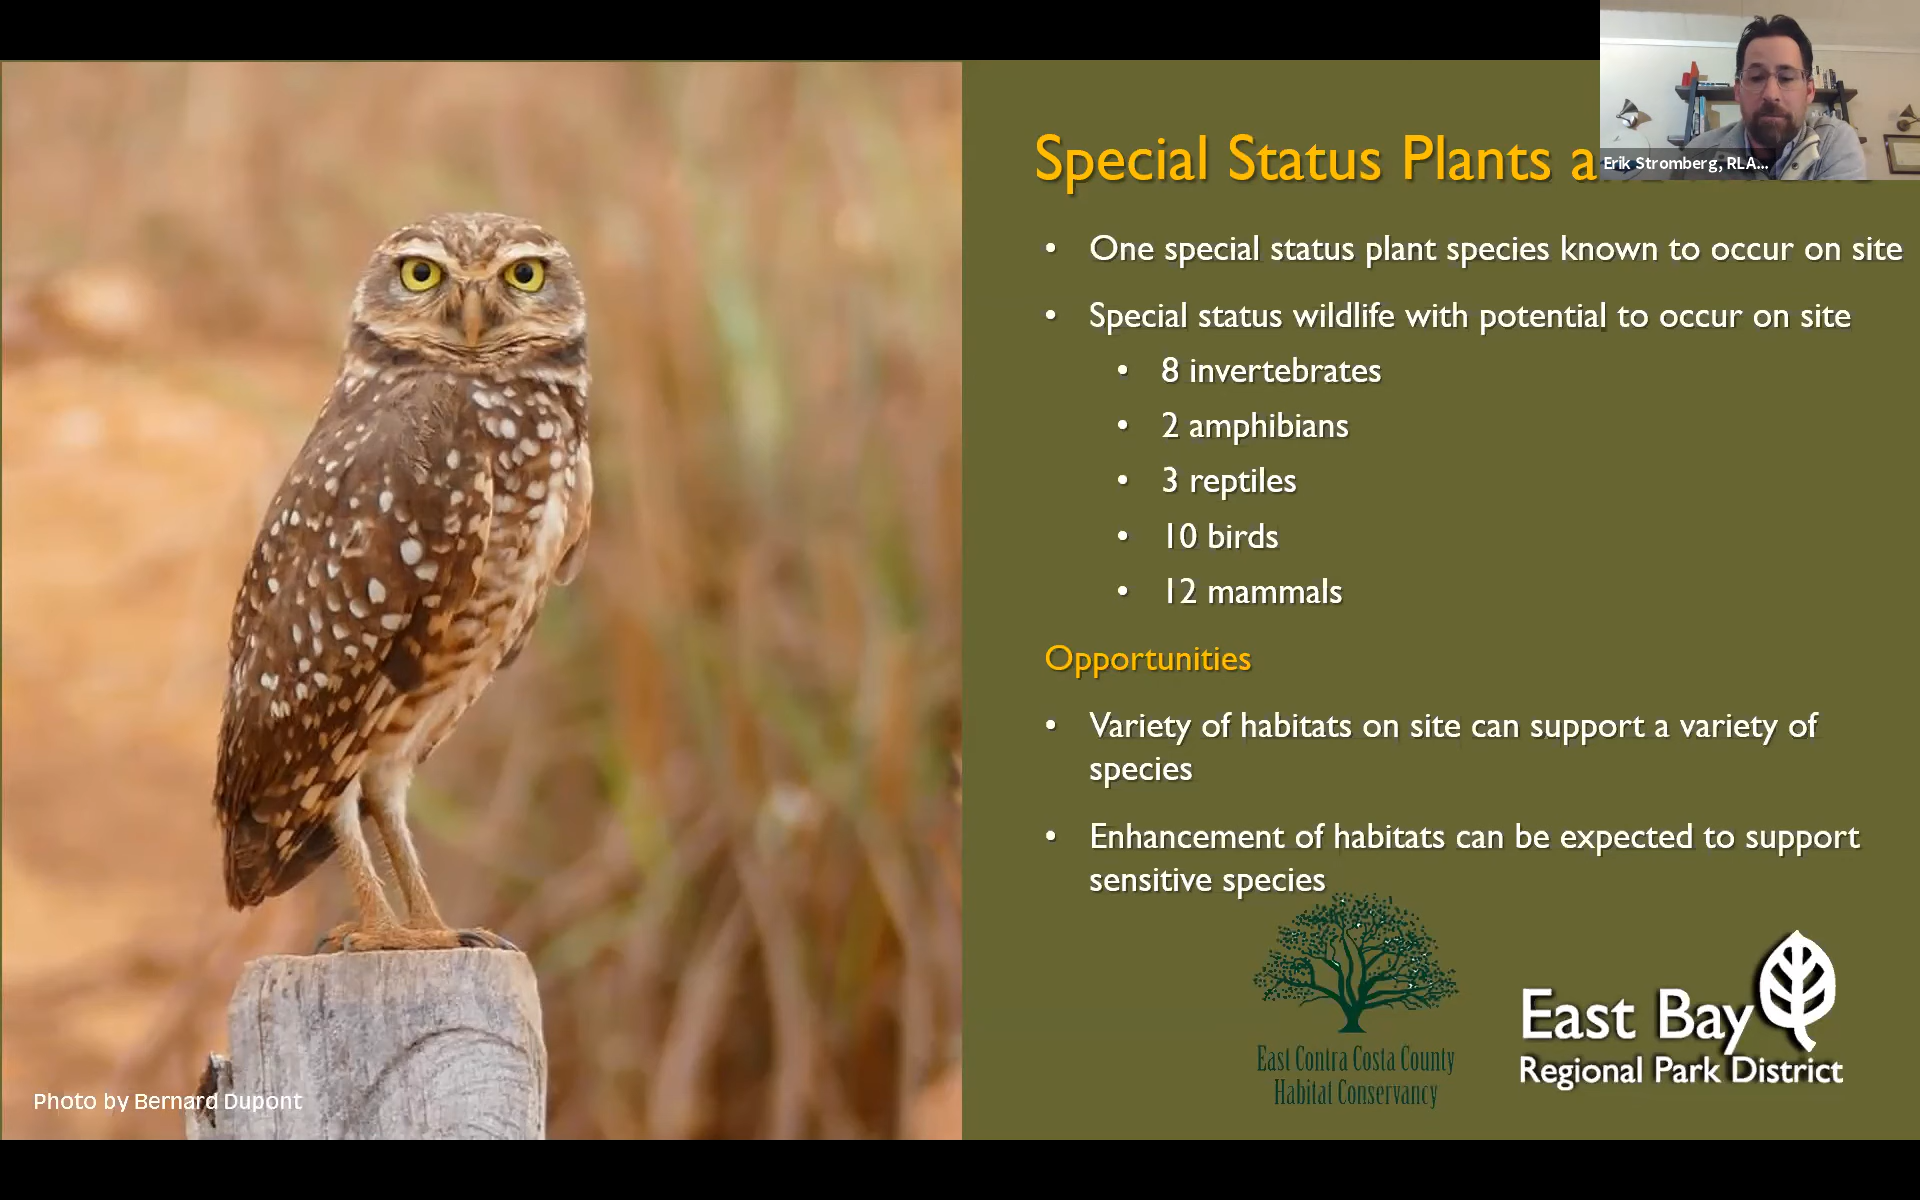 Special Status Plants a
Erik Stromberg, RLA...
• One special status plant species known to occur on site
• Special status wildlife with potential to occur on site
• 8 invertebrates
• 2 amphibians
• 3 reptiles
• 10 birds
• 12 mammals
Opportunities
• Variety of habitats on site can support a variety of
species
• Enhancement of habitats can be expected to support
sensitive species
East Contra Costa County
Habitat Conservancy
East Bay
Regional Park District
Photo by Bernard Dupont